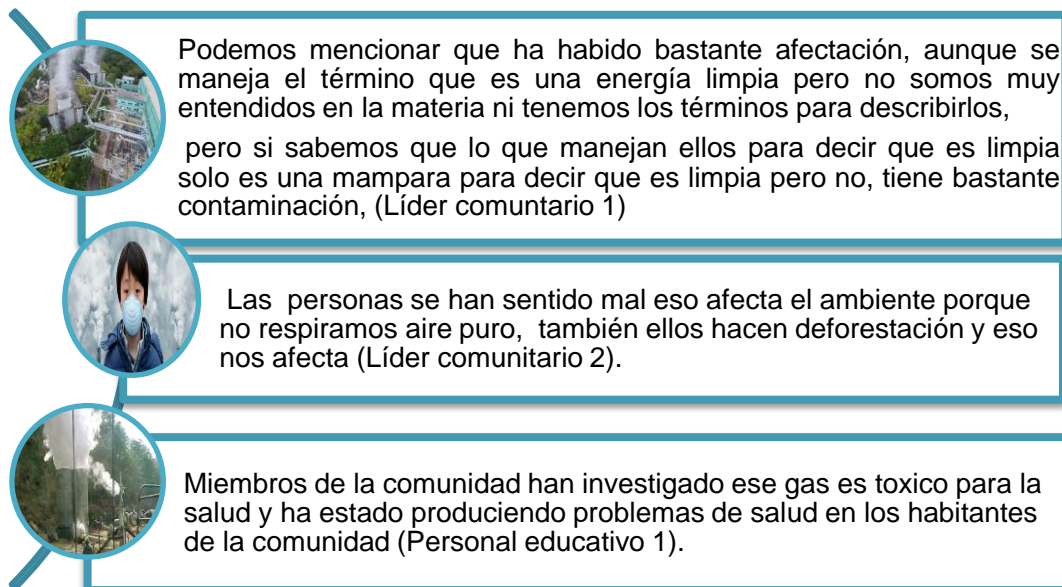 Podemos mencionar que ha habido bastante afectación, aunque se
maneja el término que es una energía limpia pero no somos muy
entendidos en la materia ni tenemos los términos para describirlos,
pero si sabemos que lo que manejan ellos para decir que es limpia
solo es una mampara para decir que es limpia pero no, tiene bastante
contaminación, (Líder comuntario 1)
Las personas se han sentido mal eso afecta el ambiente porque
no respiramos aire puro, también ellos hacen deforestación y eso
nos afecta (Líder comunitario 2).
Miembros de la comunidad han investigado ese gas es toxico para la
salud y ha estado produciendo problemas de salud en los habitantes
de la comunidad (Personal educativo 1).